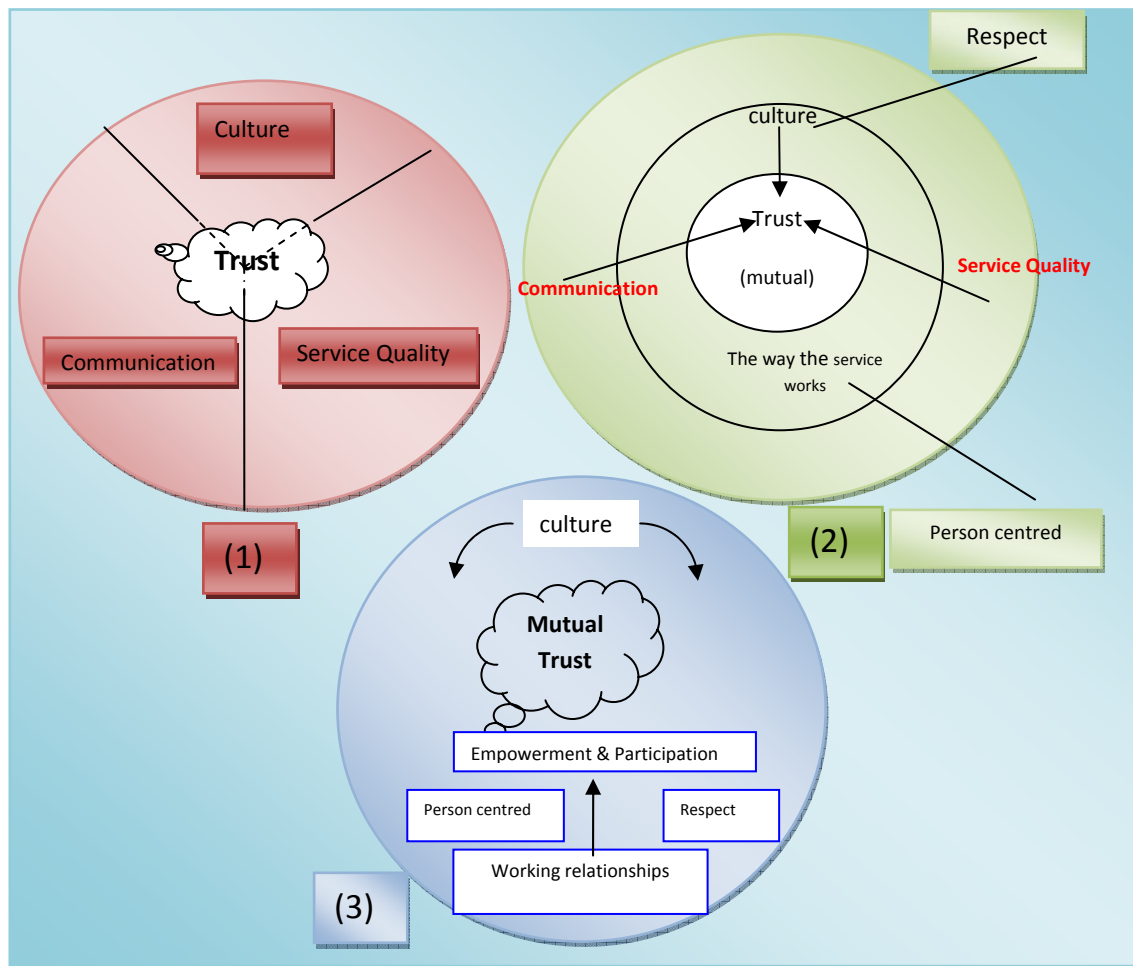 Culture
Trust
Communication
Service Quality
(1)
Respect
culture
Trust
(mutual)
Communication
Service Quality
The way the service
works
(2)
Person centred
culture
Mutual
Trust
Empowerment & Participation
Person centred
Respect
Working relationships
(3)